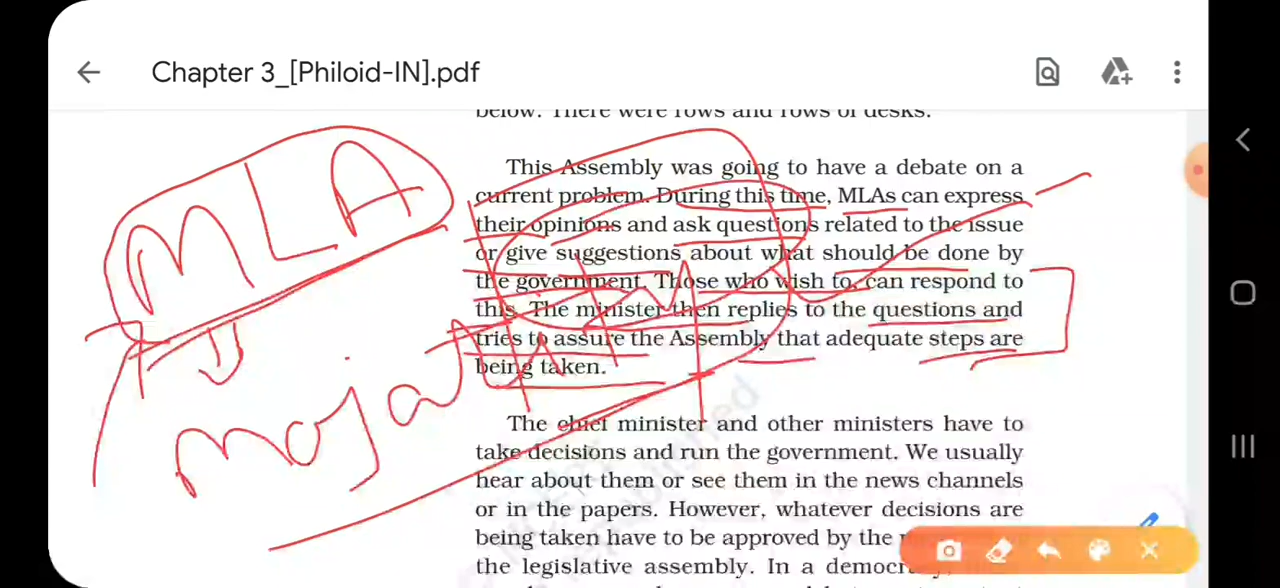 Chapter 3_[Philoid-IN].pdf
below. There were rows and rows of desks.
This Assembly was going to have a debate on a
current problem. During this time, MLAs can express
their opinions and ask questions related to the issue
or give suggestions about what should be done by
the government. Those who wish to, can respond to
this. The minister then replies to the questions and
tries to assure the Assembly that adequate steps are
being taken.
MLA
The chief minister and other ministers have to
take decisions and run the government. We usually
hear about them or see them in the news channels
or in the papers. However, whatever decisions are
being taken have to be approved by the
the legislative assembly. In a